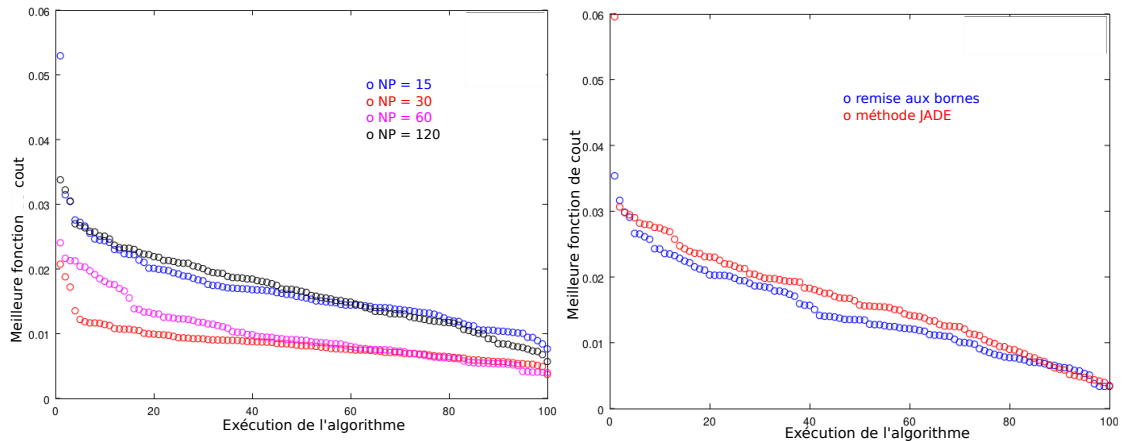 0.06
0.05
0.04
0.03
0.02
0.01
0
0
20
40
60
80
100
Meilleure fonction cout
Exécution de l'algorithme
o NP = 15
o NP = 30
o NP = 60
o NP = 120
0.06
0.05
0.04
0.03
0.02
0.01
0
0
20
40
60
80
100
Meilleure fonction de cout
Exécution de l'algorithme
o remise aux bornes
o méthode JADE